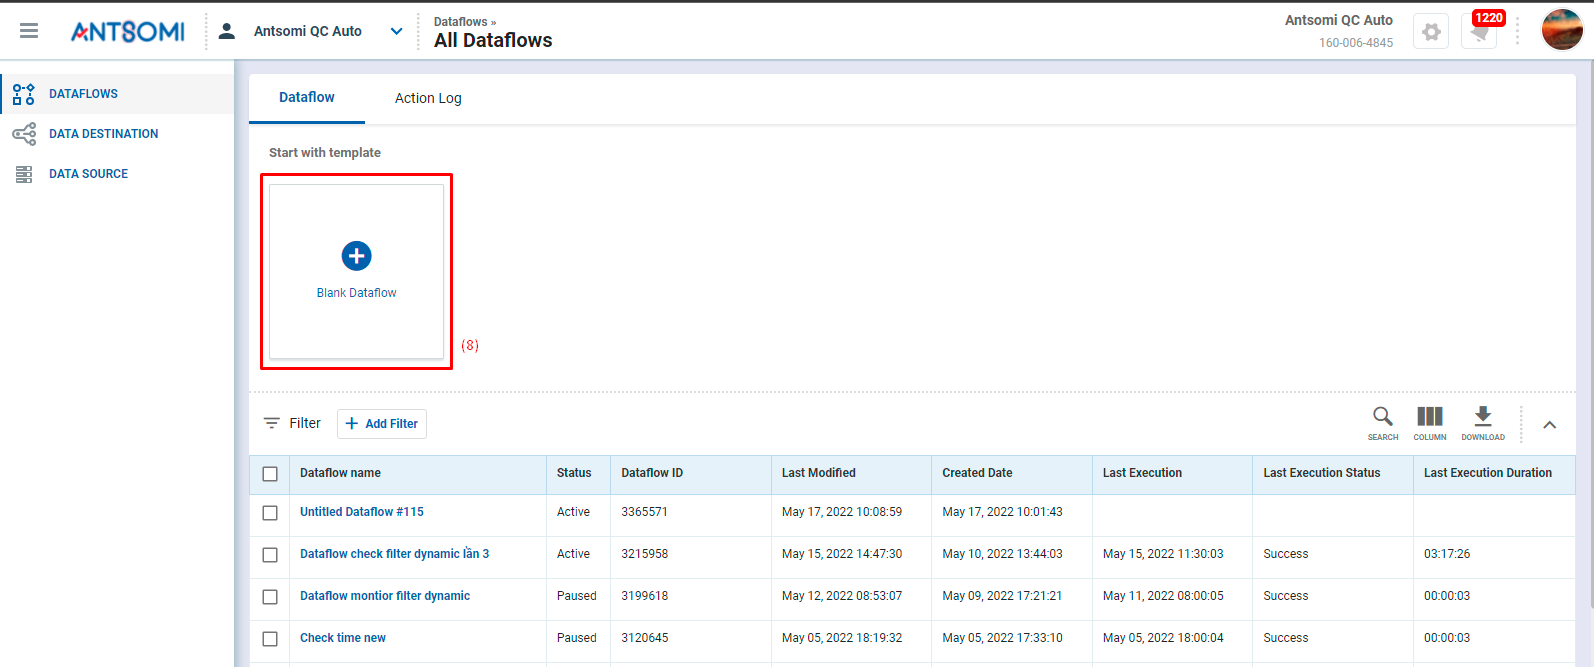 ANTSOMI
Antsomi QC Auto
Dataflows »
All Dataflows
Antsomi QC Auto
160-006-4845
1220
DATAFLOWS
DATA DESTINATION
DATA SOURCE
Dataflow Action Log
Start with template
Blank Dataflow
(8)
Filter Add Filter
SEARCH COLUMN DOWNLOAD
Dataflow name Status Dataflow ID Last Modified Created Date Last Execution Last Execution Status Last Execution Duration
Untitled Dataflow #115 Active 3365571 May 17, 2022 10:08:59 May 17, 2022 10:01:43
Dataflow check filter dynamic lần 3 Active 3215958 May 15, 2022 14:47:30 May 10, 2022 13:44:03 May 15, 2022 11:30:03 Success 03:17:26
Dataflow montior filter dynamic Paused 3199618 May 12, 2022 08:53:07 May 09, 2022 17:21:21 May 11, 2022 08:00:05 Success 00:00:03
Check time new Paused 3120645 May 05, 2022 18:19:32 May 05, 2022 17:33:10 May 05, 2022 18:00:04 Success 00:00:03